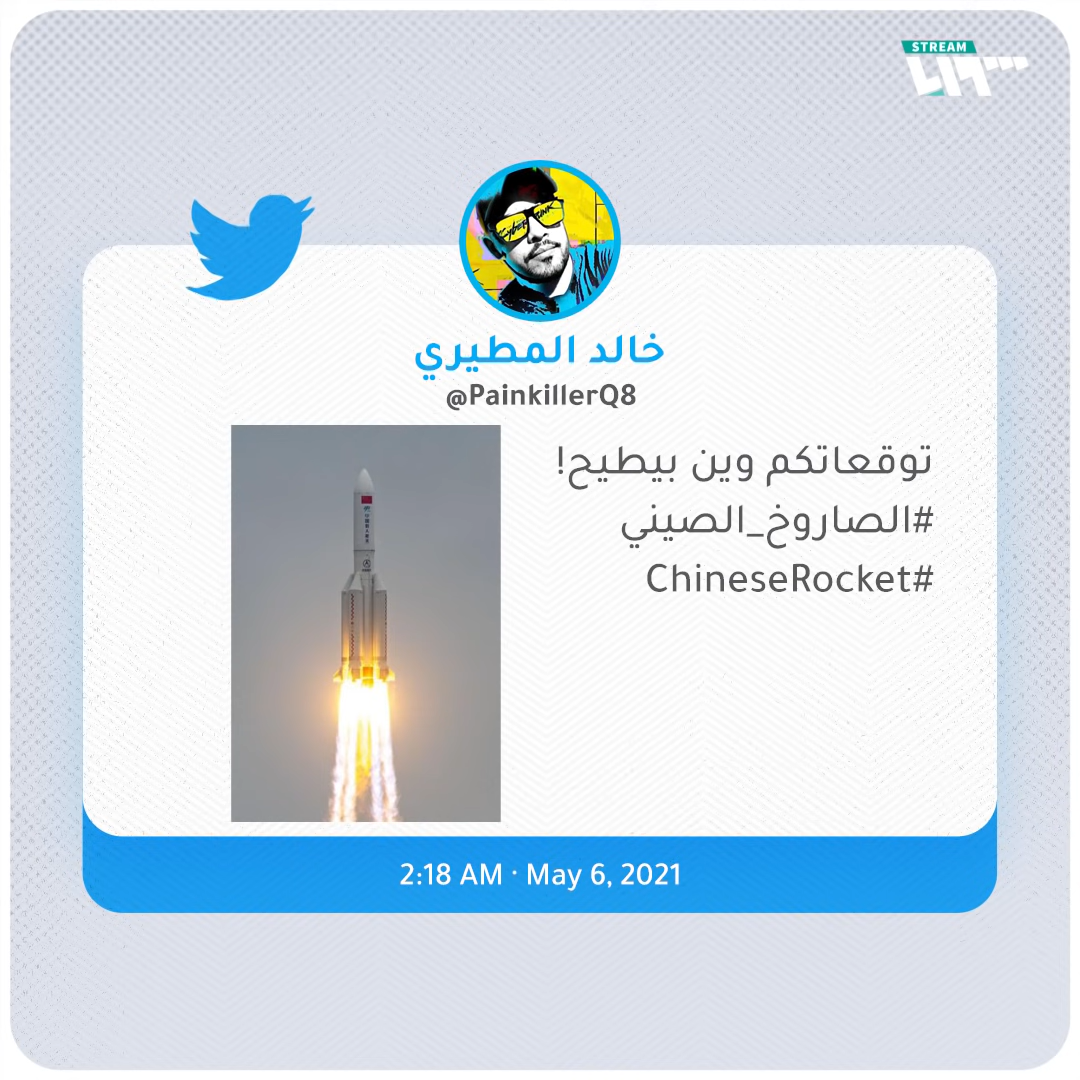 STREAM
خالد المطيري
@PainkillerQ8
توقعاتكم وين بيطيح!
#الصاروخ_الصيني
#ChineseRocket
2:18 AM · May 6, 2021